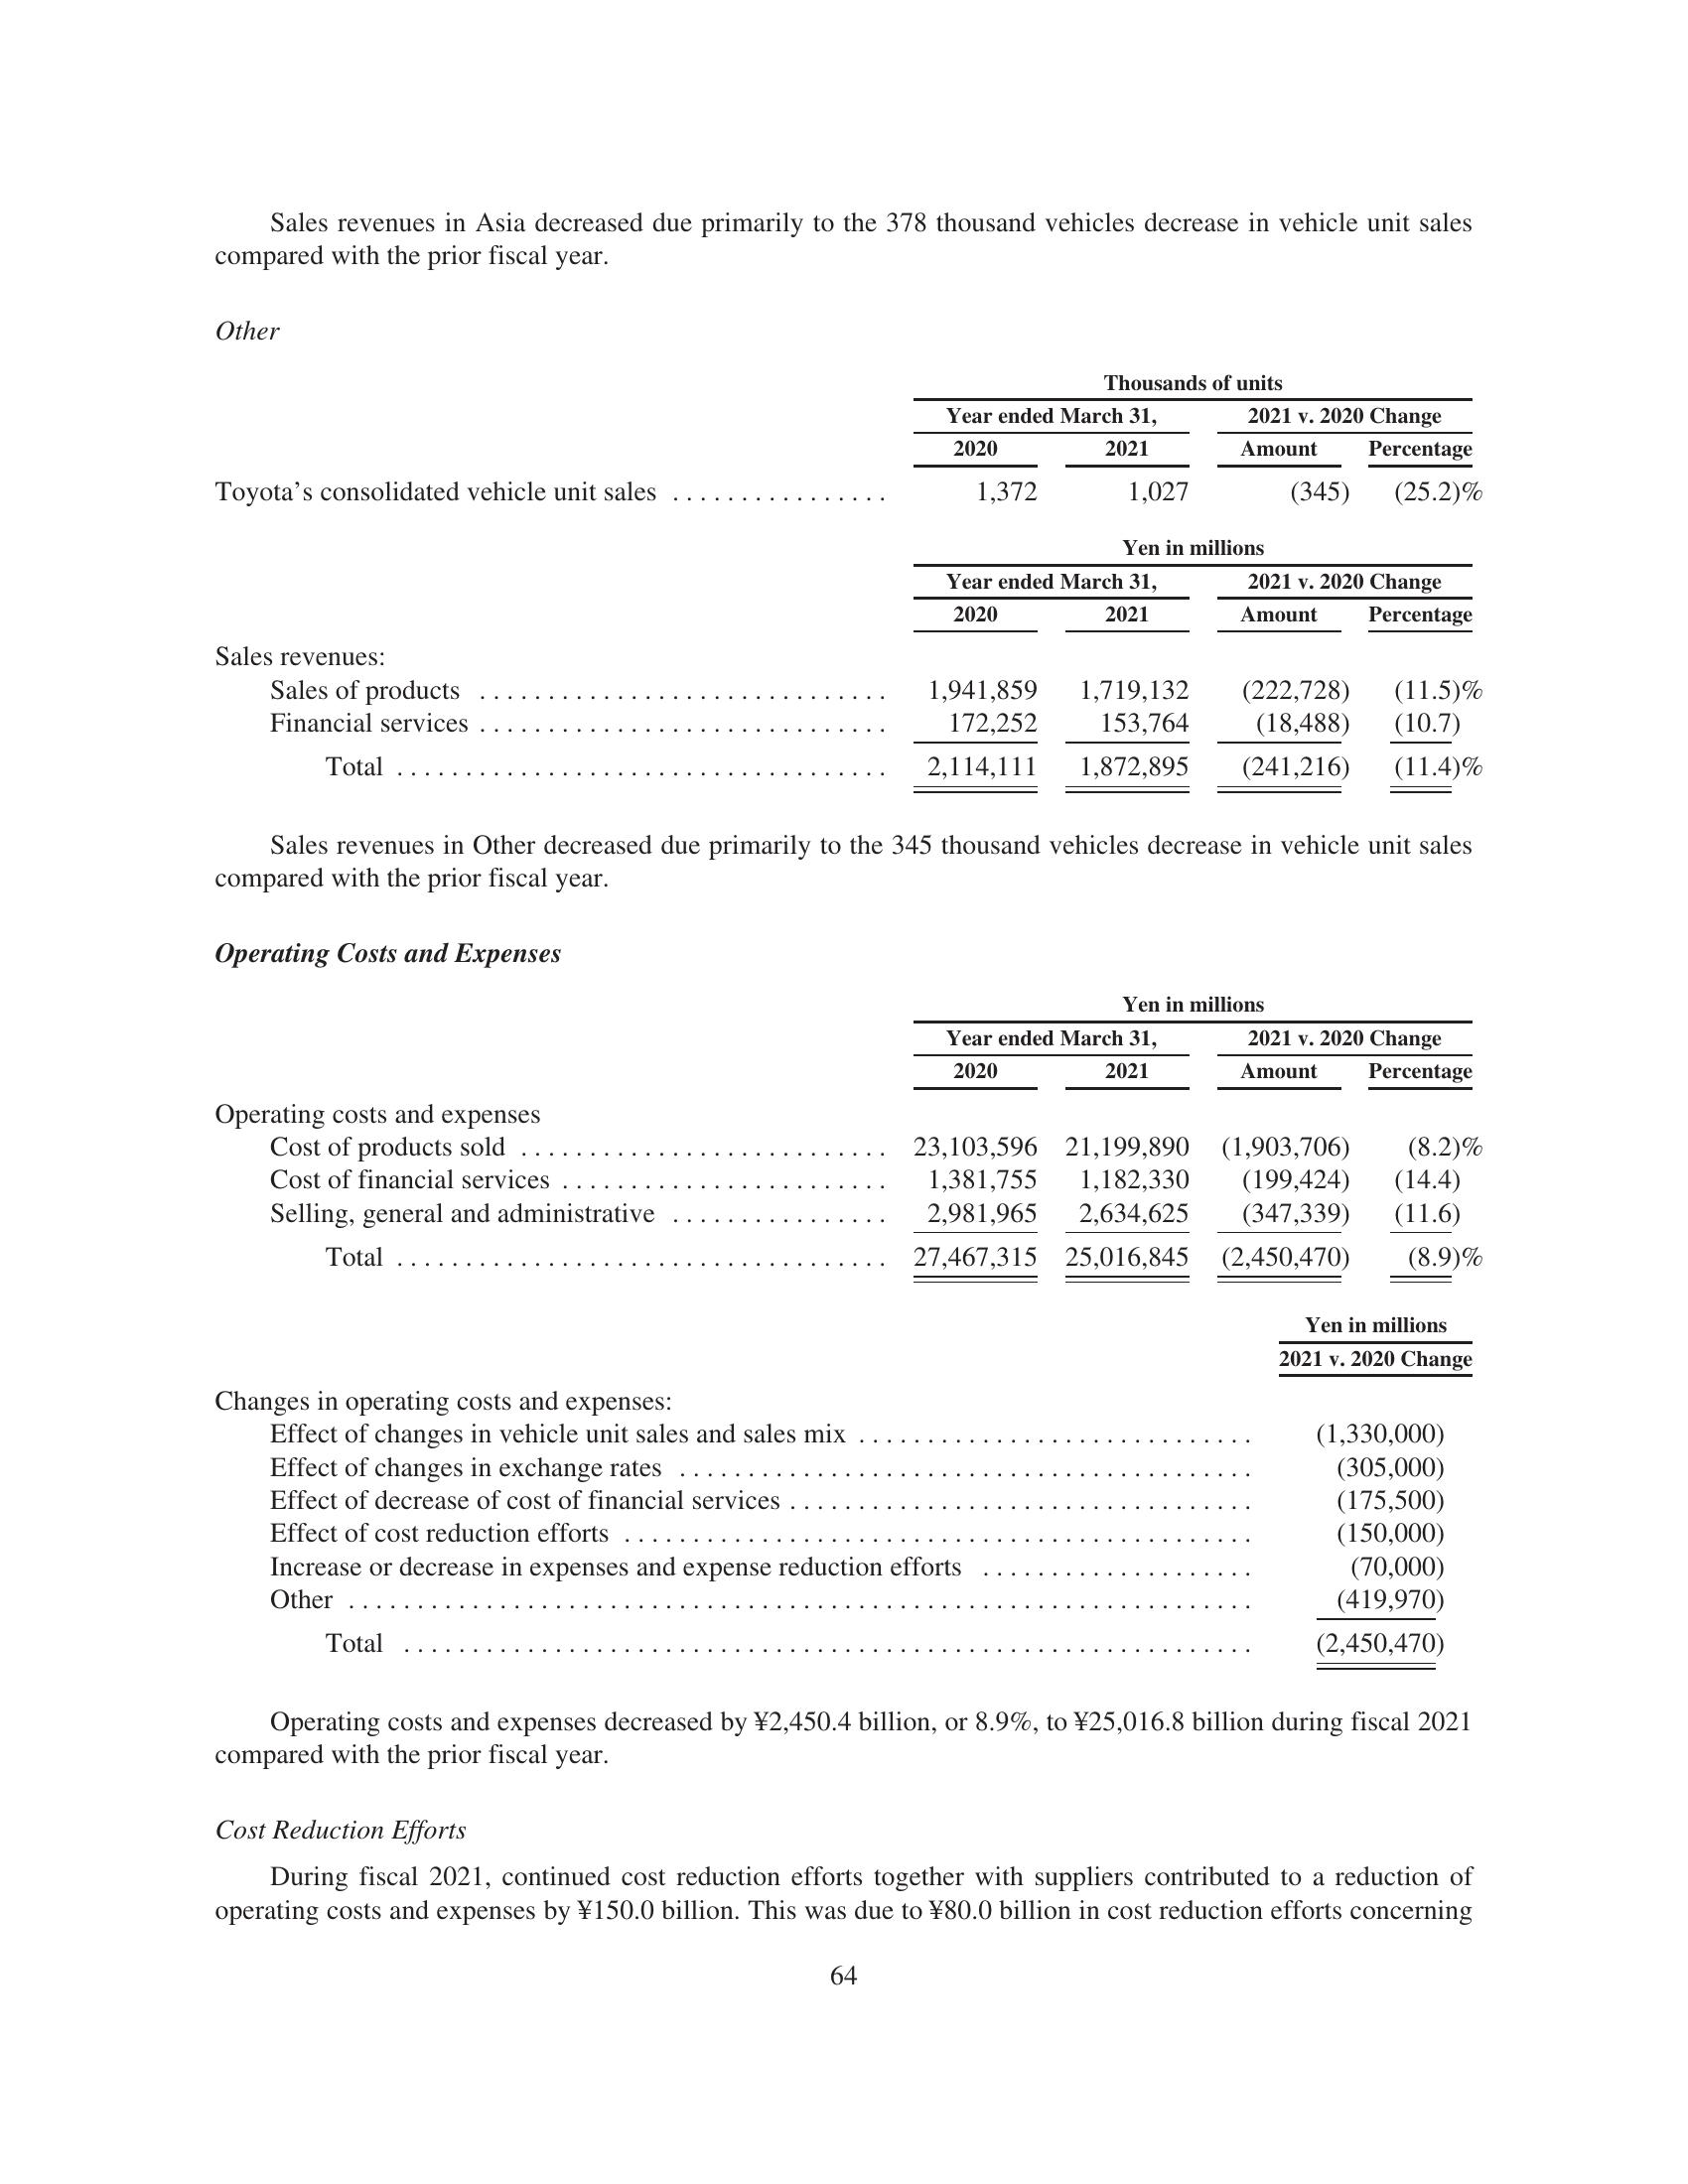 Sales revenues in Asia decreased due primarily to the 378 thousand vehicles decrease in vehicle unit sales
compared with the prior fiscal year.
Other
Thousands of units
Year ended March 31, 2021 v. 2020 Change
2020 2021 Amount Percentage
Toyota’s consolidated vehicle unit sales . . . . . . . . . . . . . . . . 1,372 1,027 (345) (25.2)%
Yen in millions
Year ended March 31, 2021 v. 2020 Change
2020 2021 Amount Percentage
Sales revenues:
Sales of products . . . . . . . . . . . . . . . . . . . . . . . . . . . . . . 1,941,859 1,719,132 (222,728) (11.5)%
Financial services . . . . . . . . . . . . . . . . . . . . . . . . . . . . . . 172,252 153,764 (18,488) (10.7)
Total . . . . . . . . . . . . . . . . . . . . . . . . . . . . . . . . . . . . 2,114,111 1,872,895 (241,216) (11.4)%
Sales revenues in Other decreased due primarily to the 345 thousand vehicles decrease in vehicle unit sales
compared with the prior fiscal year.
Operating Costs and Expenses
Yen in millions
Year ended March 31, 2021 v. 2020 Change
2020 2021 Amount Percentage
Operating costs and expenses
Cost of products sold . . . . . . . . . . . . . . . . . . . . . . . . . . . 23,103,596 21,199,890 (1,903,706) (8.2)%
Cost of financial services . . . . . . . . . . . . . . . . . . . . . . . . 1,381,755 1,182,330 (199,424) (14.4)
Selling, general and administrative . . . . . . . . . . . . . . . . 2,981,965 2,634,625 (347,339) (11.6)
Total . . . . . . . . . . . . . . . . . . . . . . . . . . . . . . . . . . . . 27,467,315 25,016,845 (2,450,470) (8.9)%
Yen in millions
2021 v. 2020 Change
Changes in operating costs and expenses:
Effect of changes in vehicle unit sales and sales mix . . . . . . . . . . . . . . . . . . . . . . . . . . . . . (1,330,000)
Effect of changes in exchange rates . . . . . . . . . . . . . . . . . . . . . . . . . . . . . . . . . . . . . . . . . . (305,000)
Effect of decrease of cost of financial services . . . . . . . . . . . . . . . . . . . . . . . . . . . . . . . . . . (175,500)
Effect of cost reduction efforts . . . . . . . . . . . . . . . . . . . . . . . . . . . . . . . . . . . . . . . . . . . . . . (150,000)
Increase or decrease in expenses and expense reduction efforts . . . . . . . . . . . . . . . . . . . . (70,000)
Other . . . . . . . . . . . . . . . . . . . . . . . . . . . . . . . . . . . . . . . . . . . . . . . . . . . . . . . . . . . . . . . . . . (419,970)
Total . . . . . . . . . . . . . . . . . . . . . . . . . . . . . . . . . . . . . . . . . . . . . . . . . . . . . . . . . . . . . . (2,450,470)
Operating costs and expenses decreased by ¥2,450.4 billion, or 8.9%, to ¥25,016.8 billion during fiscal 2021
compared with the prior fiscal year.
Cost Reduction Efforts
During fiscal 2021, continued cost reduction efforts together with suppliers contributed to a reduction of
operating costs and expenses by ¥150.0 billion. This was due to ¥80.0 billion in cost reduction efforts concerning
64